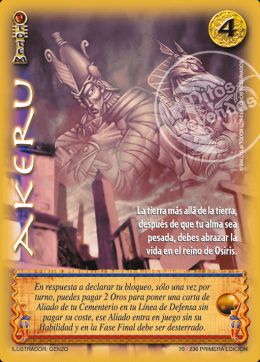 4
AKERU
La tierra más allá de la tierra,
después de que tu alma sea
pesada, debes abrazar la
vida en el reino de Osiris.
En respuesta a declarar tu bloqueo, sólo una vez por
turno, puedes pagar 2 Oros para poner una carta de
Aliado de tu Cementerio en tu Línea de Defensa sin
pagar su coste, ese Aliado entra en juego sin su
Habilidad y en la Fase Final debe ser desterrado.
ILUSTRADOR: GENZO
70 - 236 PRIMERA EDICIÓN